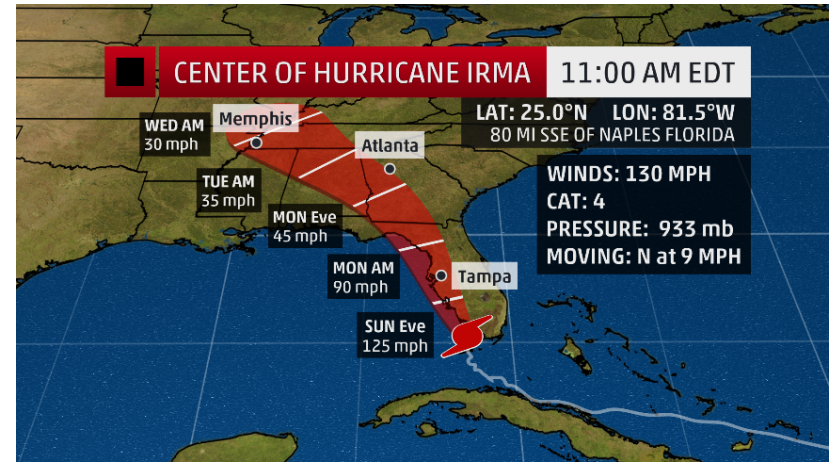 CENTER OF HURRICANE IRMA
11:00 AM EDT
LAT: 25.0°N LON: 81.5°W
80 MI SSE OF NAPLES FLORIDA
WINDS: 130 MPH
CAT: 4
PRESSURE: 933 mb
MOVING: N at 9 MPH
Memphis
WED AM
30 mph
Atlanta
TUE AM
35 mph
MON Eve
45 mph
MON AM
90 mph
Tampa
SUN Eve
125 mph